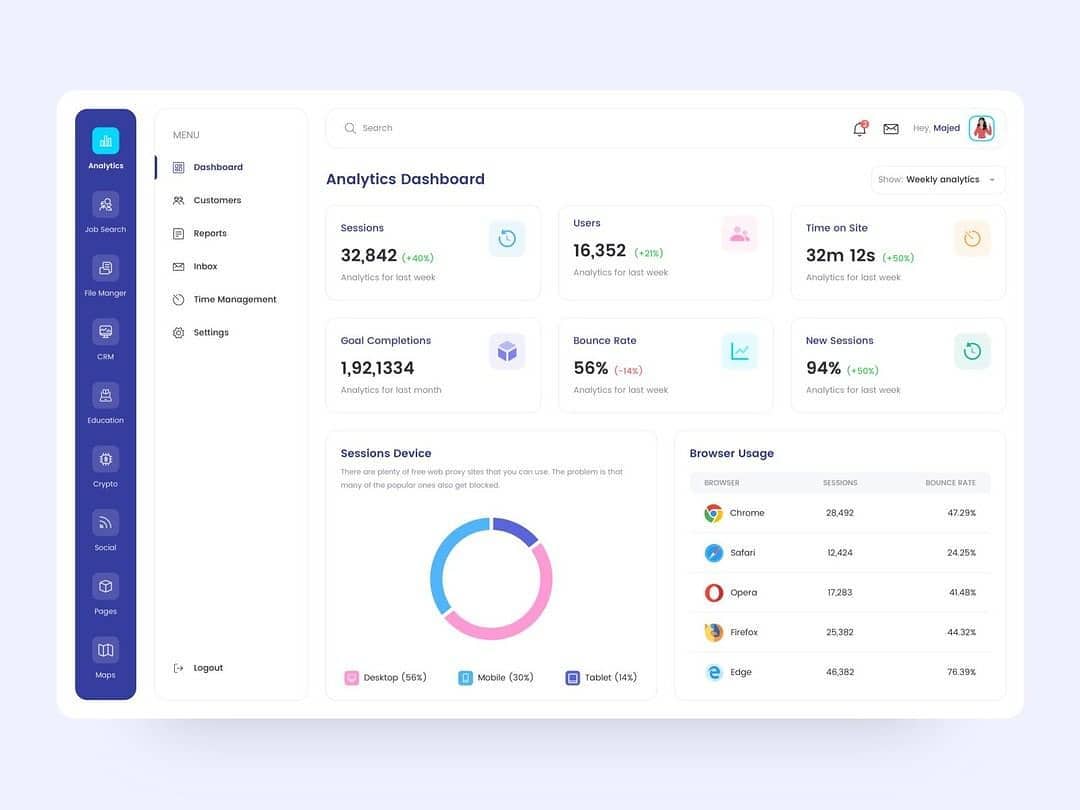 Analytics
Job Search
File Manger
CRM
Education
Crypto
Social
Pages
Maps
MENU
Dashboard
Customers
Reports
Inbox
Time Management
Settings
Logout
Search
2
Hey, Majed
Analytics Dashboard
Show: Weekly analytics
Sessions
32,842 (+40%)
Analytics for last week
Users
16,352 (+21%)
Analytics for last week
Time on Site
32m 12s (+50%)
Analytics for last week
Goal Completions
1,92,1334
Analytics for last month
Bounce Rate
56% (-14%)
Analytics for last week
New Sessions
94% (+50%)
Analytics for last week
Sessions Device
There are plenty of free web proxy sites that you can use. The problem is that
many of the popular ones also get blocked.
Desktop (56%) Mobile (30%) Tablet (14%)
Browser Usage
BROWSER SESSIONS BOUNCE RATE
Chrome 28,492 47.29%
Safari 12,424 24.25%
Opera 17,283 41.48%
Firefox 25,382 44.32%
Edge 46,382 76.39%